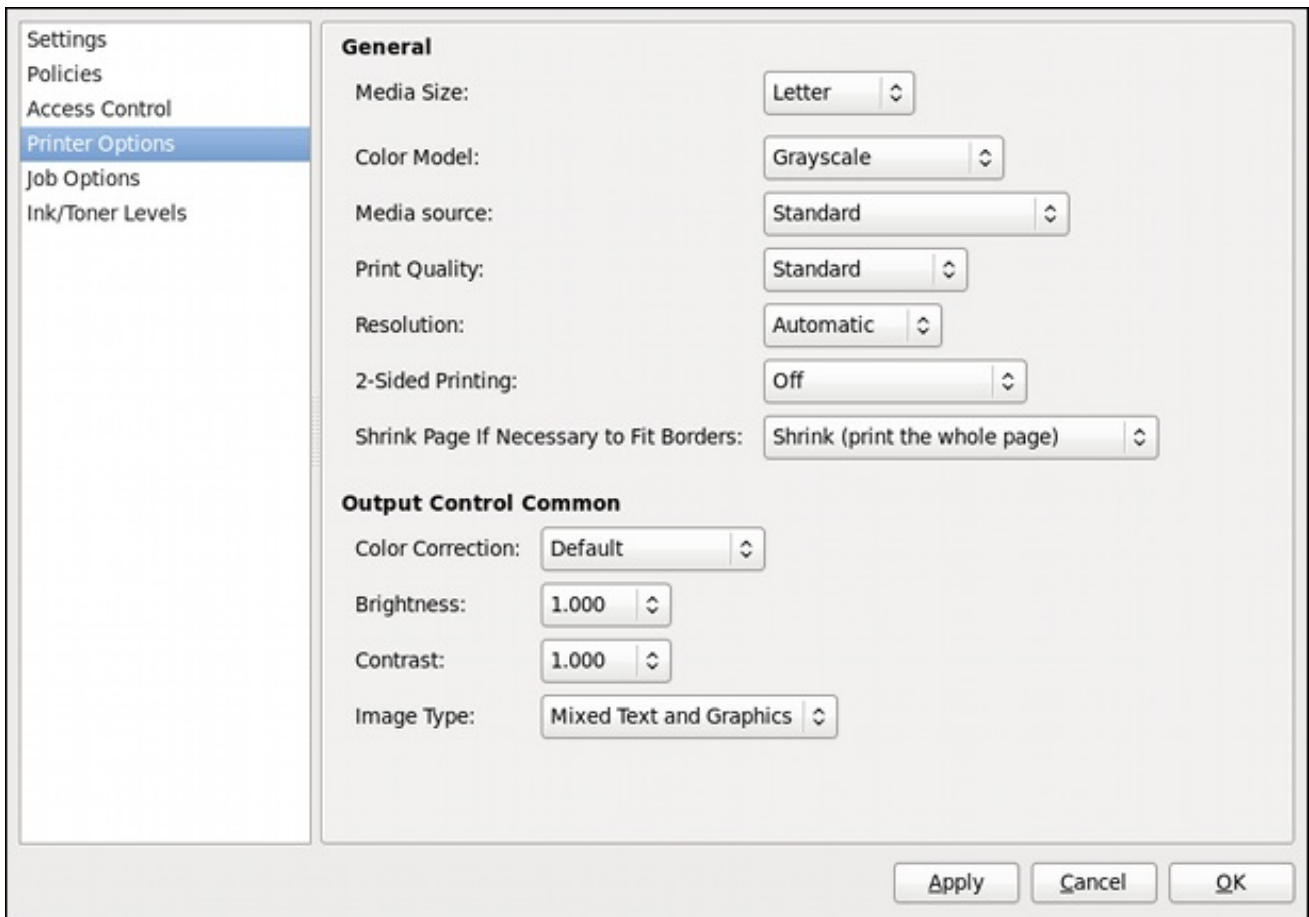 Settings
Policies
Access Control
Printer Options
Job Options
Ink/Toner Levels
General
Media Size: Letter
Color Model: Grayscale
Media source: Standard
Print Quality: Standard
Resolution: Automatic
2-Sided Printing: Off
Shrink Page If Necessary to Fit Borders: Shrink (print the whole page)
Output Control Common
Color Correction: Default
Brightness: 1.000
Contrast: 1.000
Image Type: Mixed Text and Graphics
Apply Cancel OK